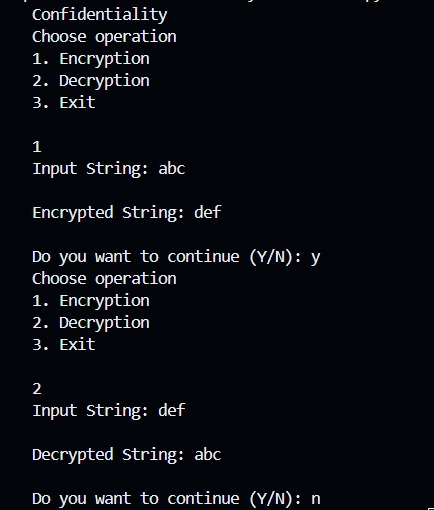 Confidentiality
Choose operation
1. Encryption
2. Decryption
3. Exit
1
Input String: abc
Encrypted String: def
Do you want to continue (Y/N): y
Choose operation
1. Encryption
2. Decryption
3. Exit
2
Input String: def
Decrypted String: abc
Do you want to continue (Y/N): n